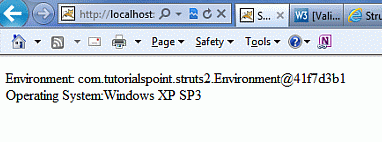 http://localhost:
S...
W3 [Vali...
Stru
Page Safety Tools
Environment: com.tutorialspoint.struts2.Environment@41f7d3b1
Operating System:Windows XP SP3